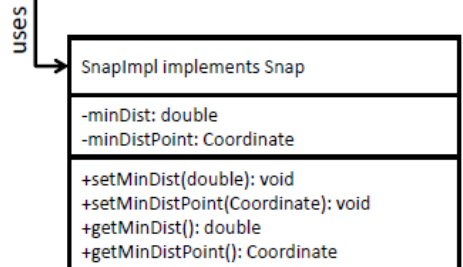 uses
SnapImpl implements Snap
-minDist: double
-minDistPoint: Coordinate
+setMinDist(double): void
+setMinDistPoint(Coordinate): void
+getMinDist(): double
+getMinDistPoint(): Coordinate